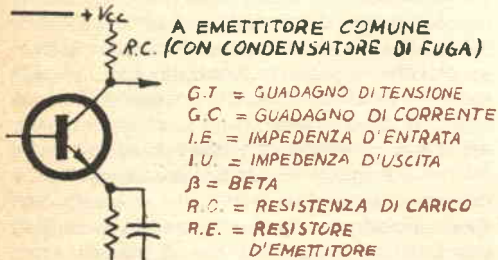 + Vcc
A EMETTITORE COMUNE
R.C. (CON CONDENSATORE DI FUGA)
G.T = GUADAGNO DI TENSIONE
G.C. = GUADAGNO DI CORRENTE
I.E. = IMPEDENZA D'ENTRATA
I.U. = IMPEDENZA D'USCITA
β = BETA
R.C. = RESISTENZA DI CARICO
R.E. = RESISTORE
D'EMETTITORE